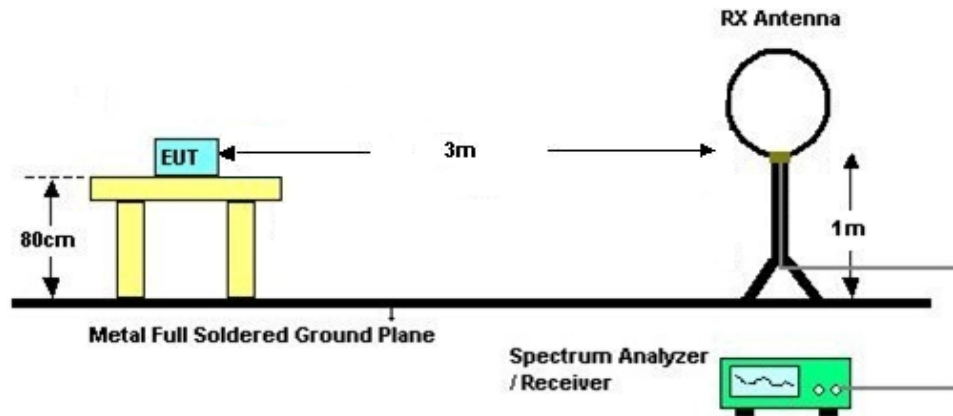 RX Antenna
EUT
3m
80cm
1m
Metal Full Soldered Ground Plane
Spectrum Analyzer
/ Receiver